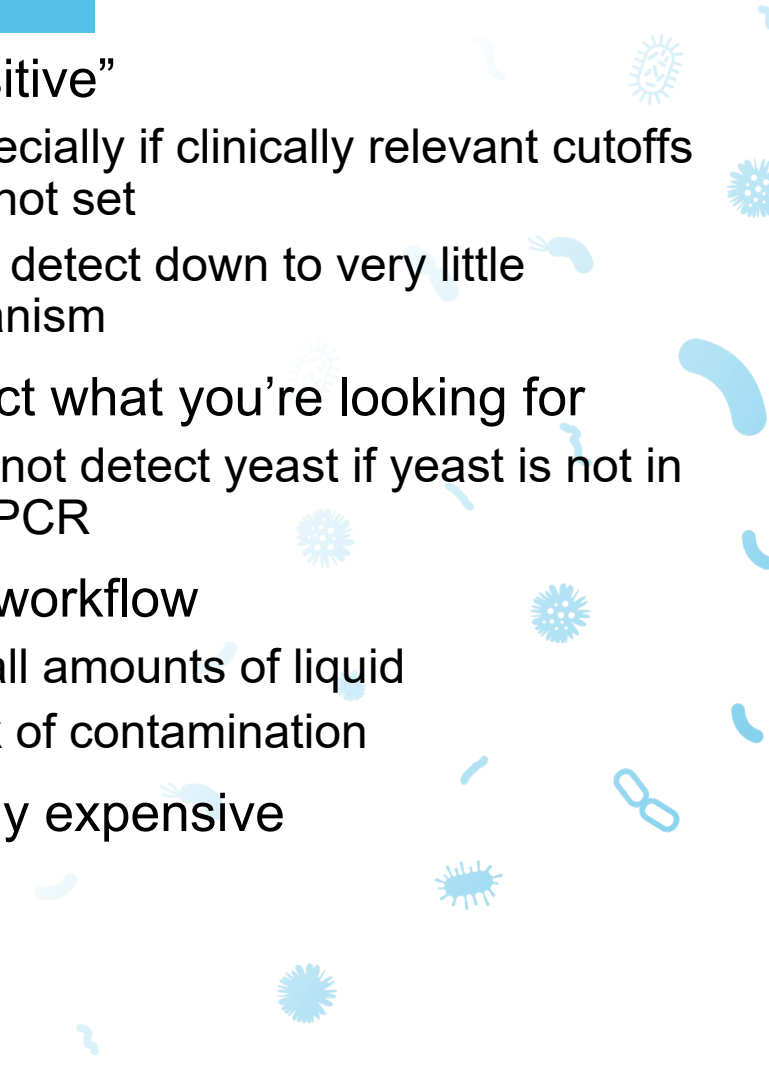 sitive”
ecially if clinically relevant cutoffs
not set
detect down to very little
anism
ct what you’re looking for
not detect yeast if yeast is not in
PCR
workflow
all amounts of liquid
of contamination
y expensive